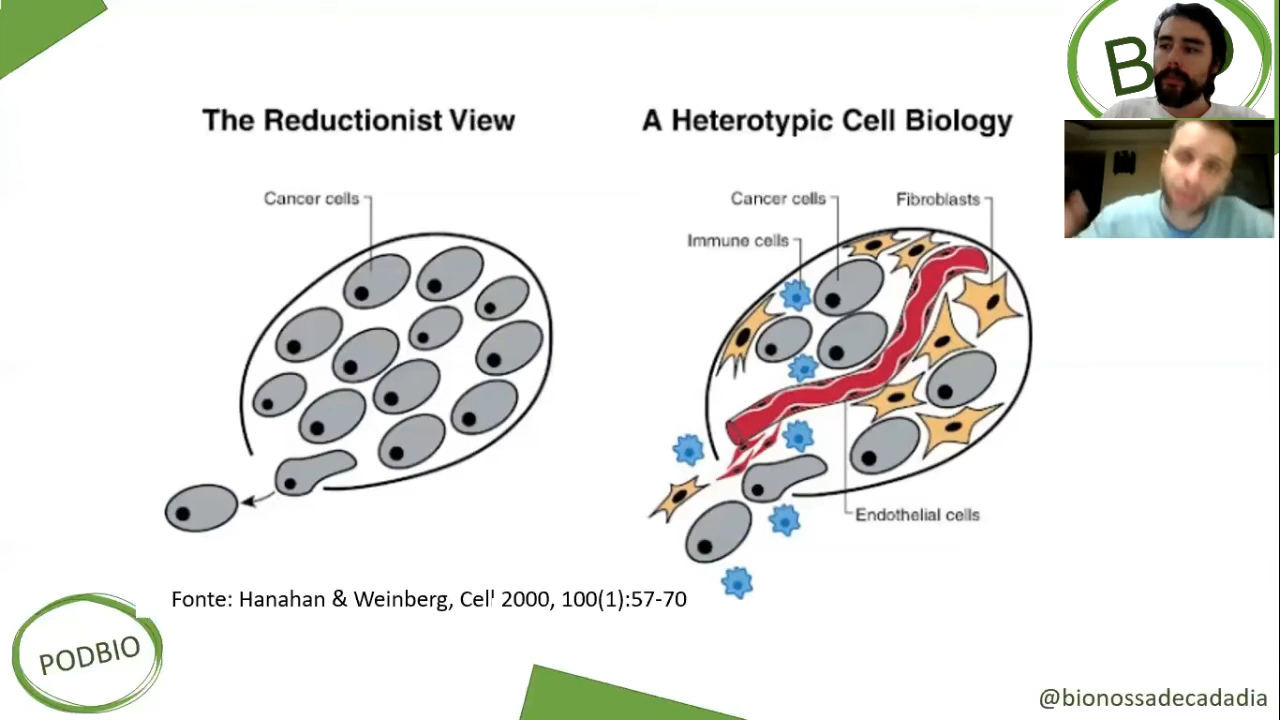 The Reductionist View
A Heterotypic Cell Biology
Cancer cells
Cancer cells
Fibroblasts
Immune cells
Endothelial cells
Fonte: Hanahan & Weinberg, Cell 2000, 100(1):57-70
PODBIO
@bionossadecadadia